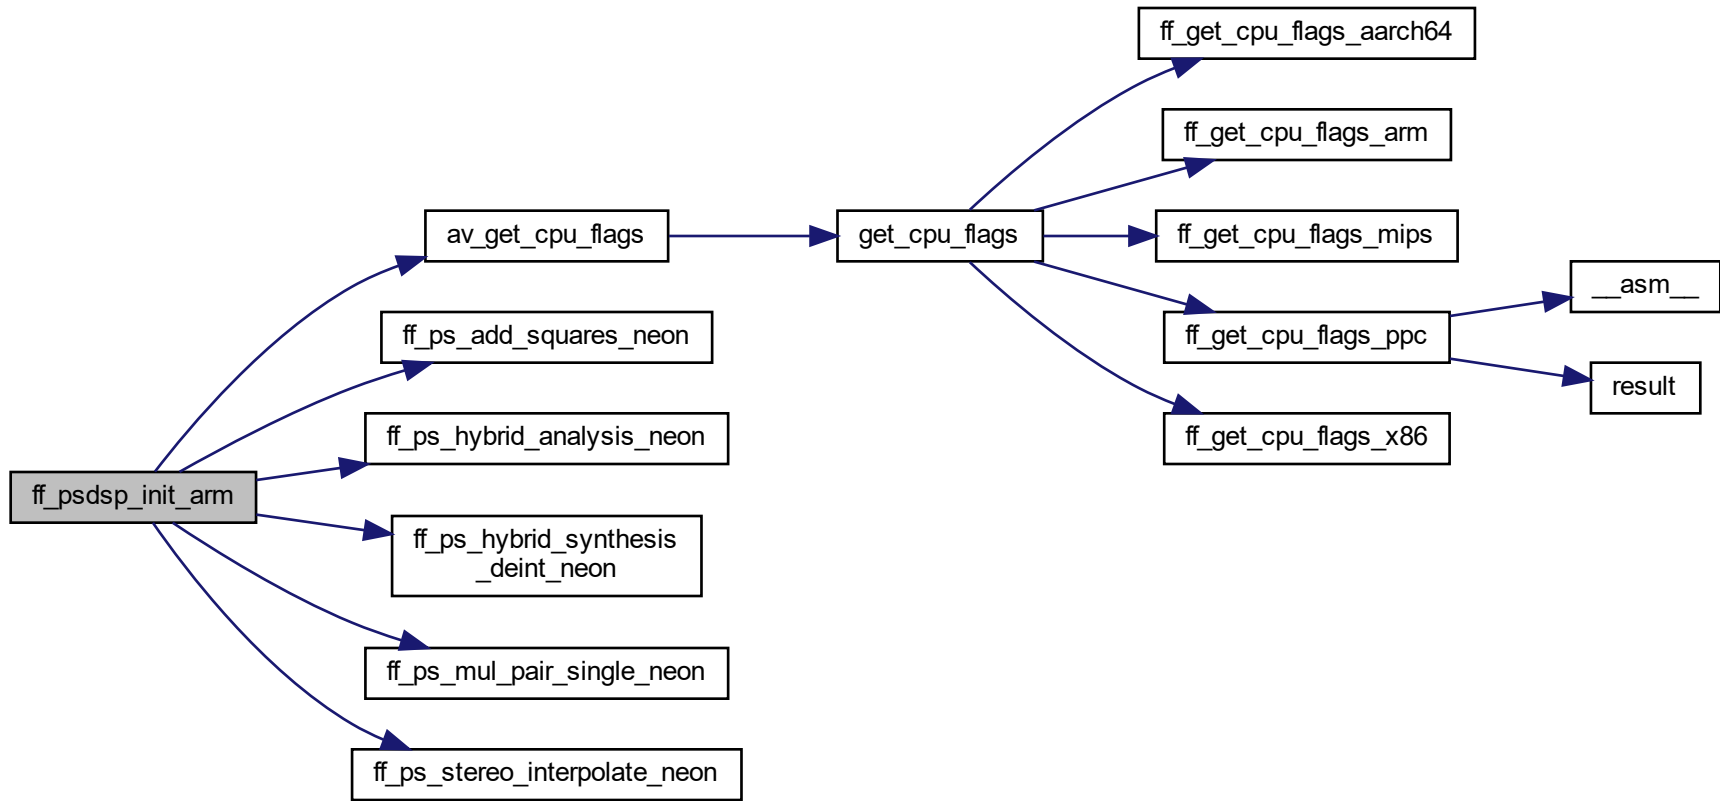 ff_get_cpu_flags_aarch64
ff_get_cpu_flags_arm
av_get_cpu_flags
get_cpu_flags
ff_get_cpu_flags_mips
__asm__
ff_ps_add_squares_neon
ff_get_cpu_flags_ppc
result
ff_ps_hybrid_analysis_neon
ff_get_cpu_flags_x86
ff_psdsp_init_arm
ff_ps_hybrid_synthesis
_deint_neon
ff_ps_mul_pair_single_neon
ff_ps_stereo_interpolate_neon